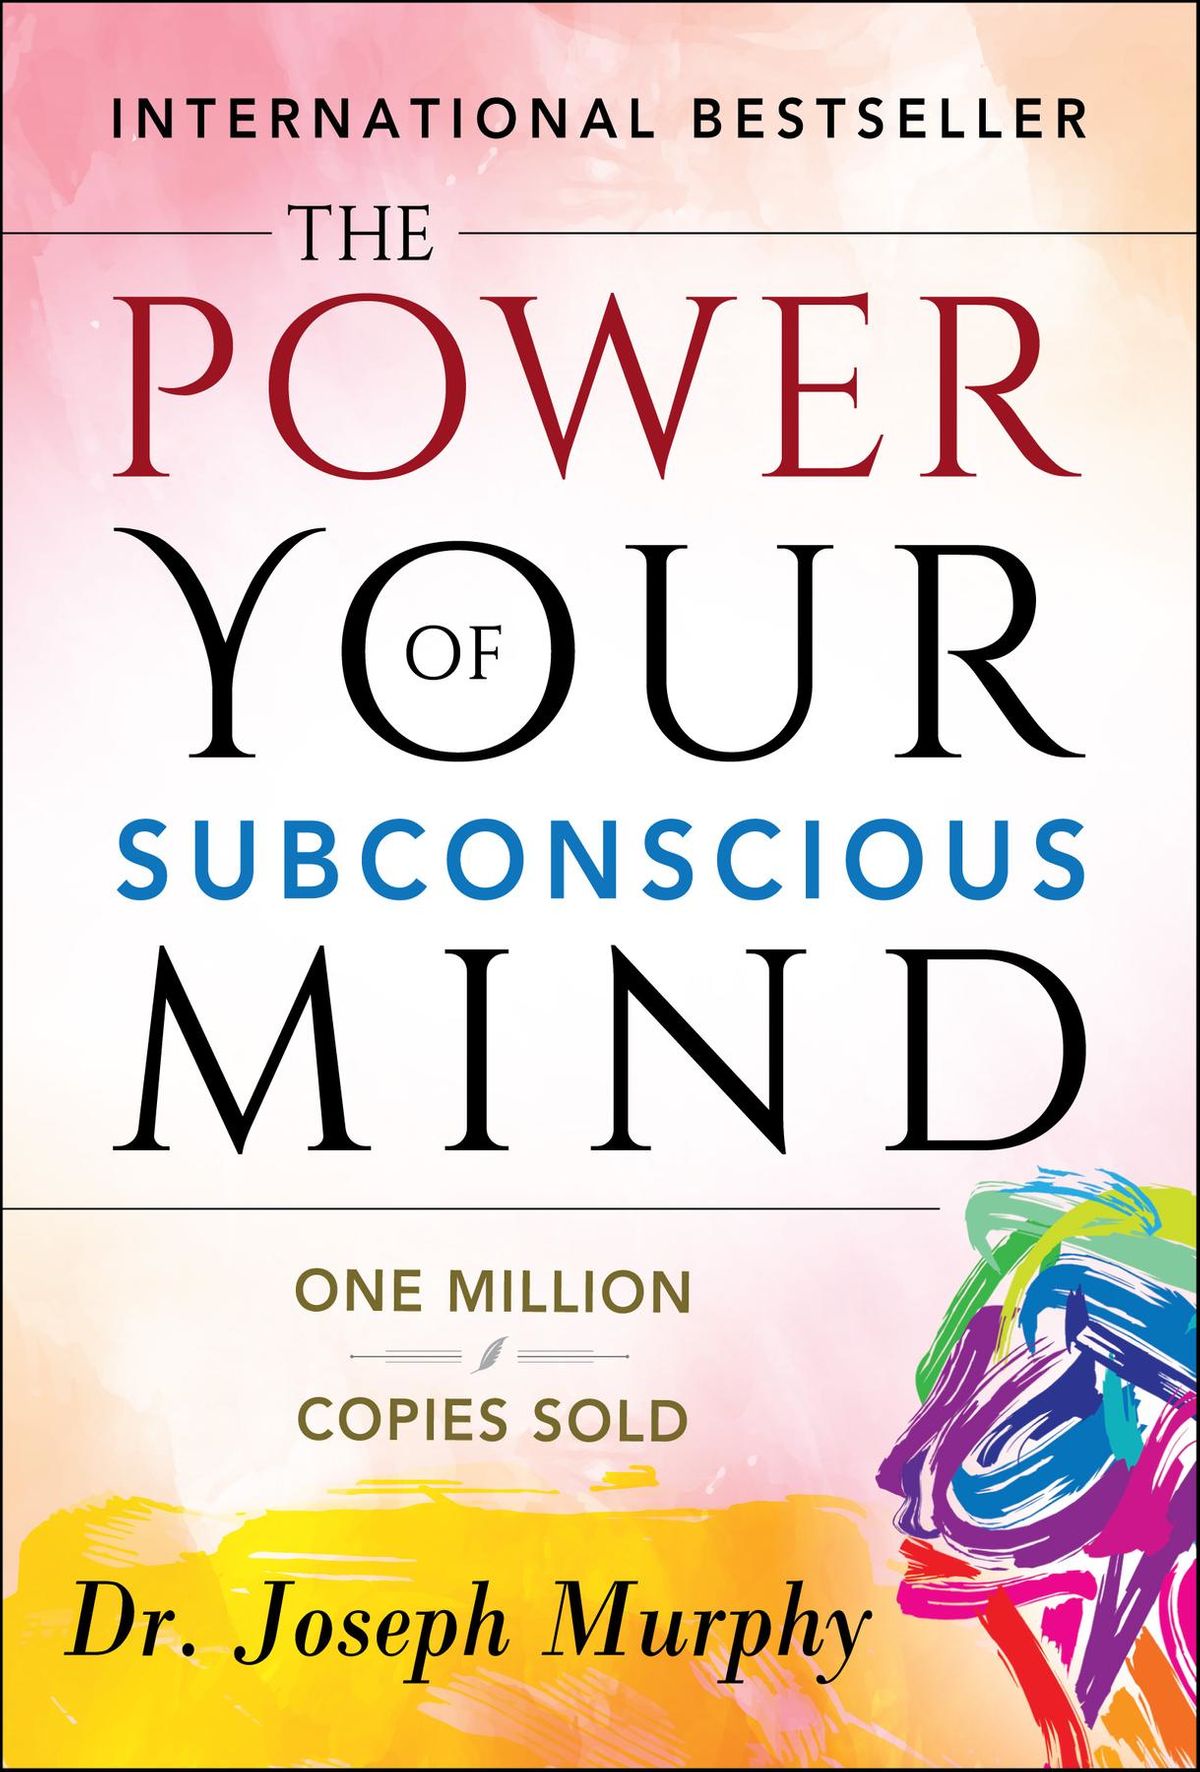 INTERNATIONAL BESTSELLER
THE
POWER
OF
YOUR
SUBCONSCIOUS
MIND
ONE MILLION
COPIES SOLD
Dr. Joseph Murphy